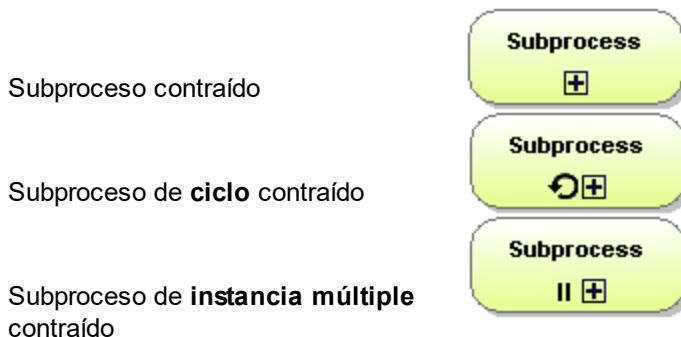 Subprocess
Subproceso contraído
Subprocess
Subproceso de ciclo contraído
Subprocess
Subproceso de instancia múltiple
contraído